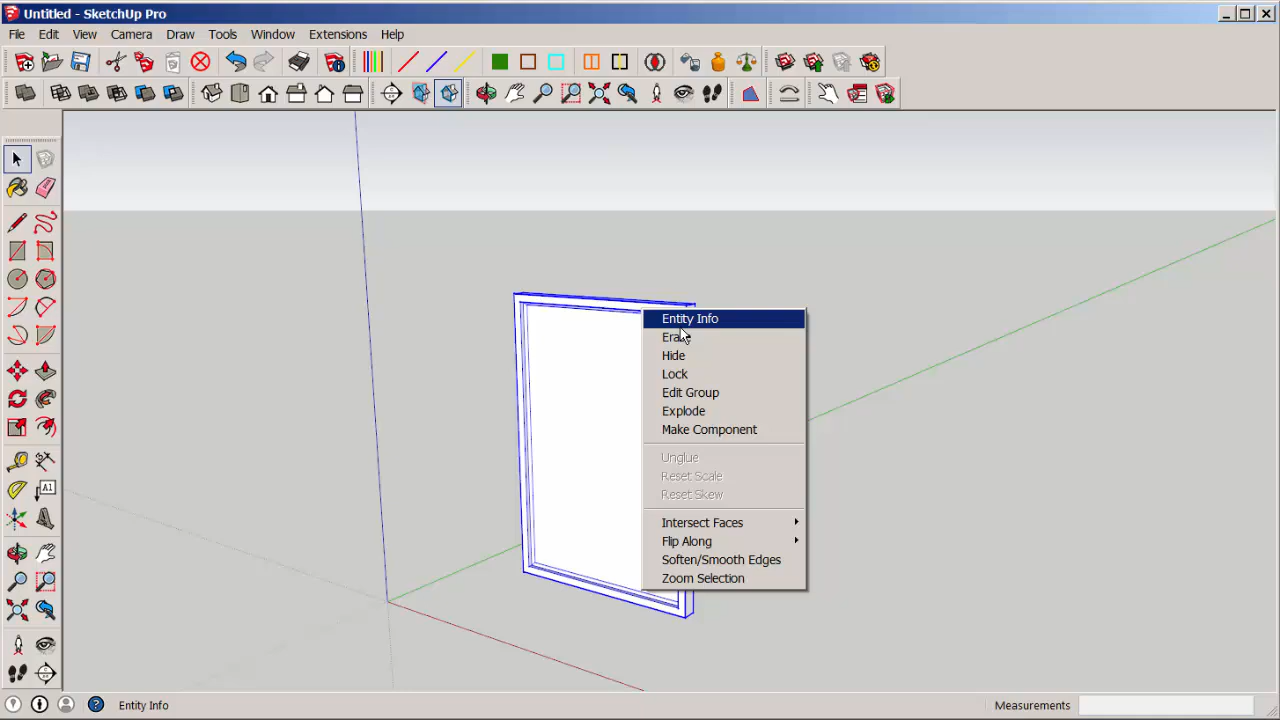 Untitled - SketchUp Pro
File Edit View Camera Draw Tools Window Extensions Help
A1
Entity Info
Erase
Hide
Lock
Edit Group
Explode
Make Component
Unglue
Reset Scale
Reset Skew
Intersect Faces
Flip Along
Soften/Smooth Edges
Zoom Selection
Entity Info
Measurements